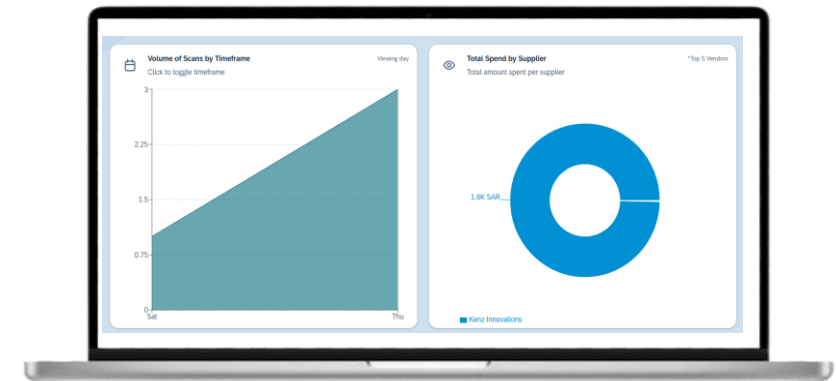 Volume of Scans by Timeframe
Viewing day
Click to toggle timeframe
3
2.25
1.5
0.75
0
Sat
Thu
Total Spend by Supplier
*Top 5 Vendors
Total amount spent per supplier
1.6K SAR
Kenz Innovations